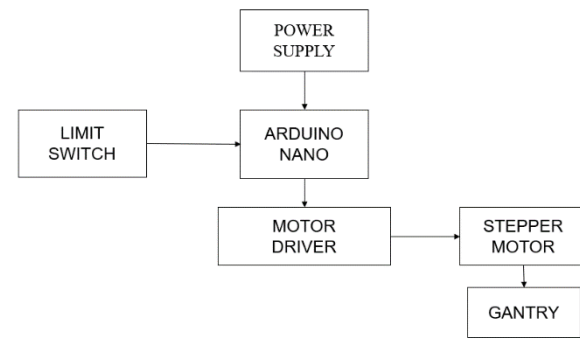 POWER
SUPPLY
LIMIT
SWITCH
ARDUINO
NANO
MOTOR
DRIVER
STEPPER
MOTOR
GANTRY